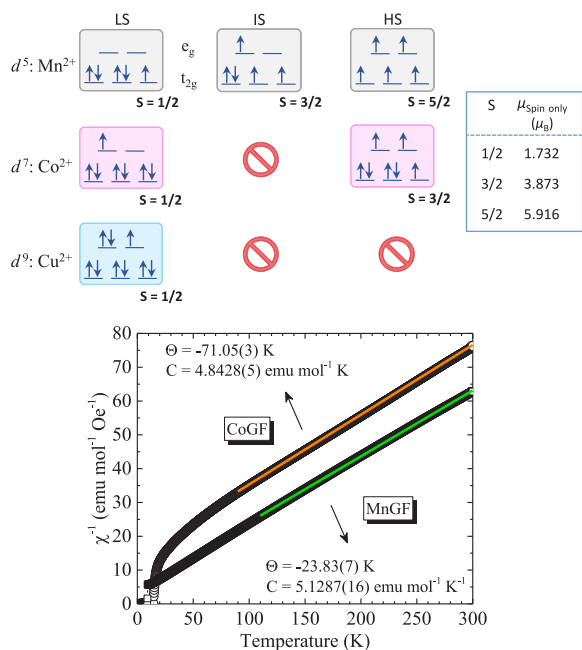 LS IS HS
d⁵: Mn²⁺
e_g
t₂g
S = 1/2 S = 3/2 S = 5/2
d⁷: Co²⁺
S = 1/2 S = 3/2
d⁹: Cu²⁺
S = 1/2
S μSpin only
(μB)
1/2 1.732
3/2 3.873
5/2 5.916
80
70
60
50
40
30
20
10
0
χ⁻¹ (emu mol⁻¹ Oe⁻¹)
Θ = -71.05(3) K
C = 4.8428(5) emu mol⁻¹ K
CoGF
MnGF
Θ = -23.83(7) K
C = 5.1287(16) emu mol⁻¹ K⁻¹
0 50 100 150 200 250 300
Temperature (K)